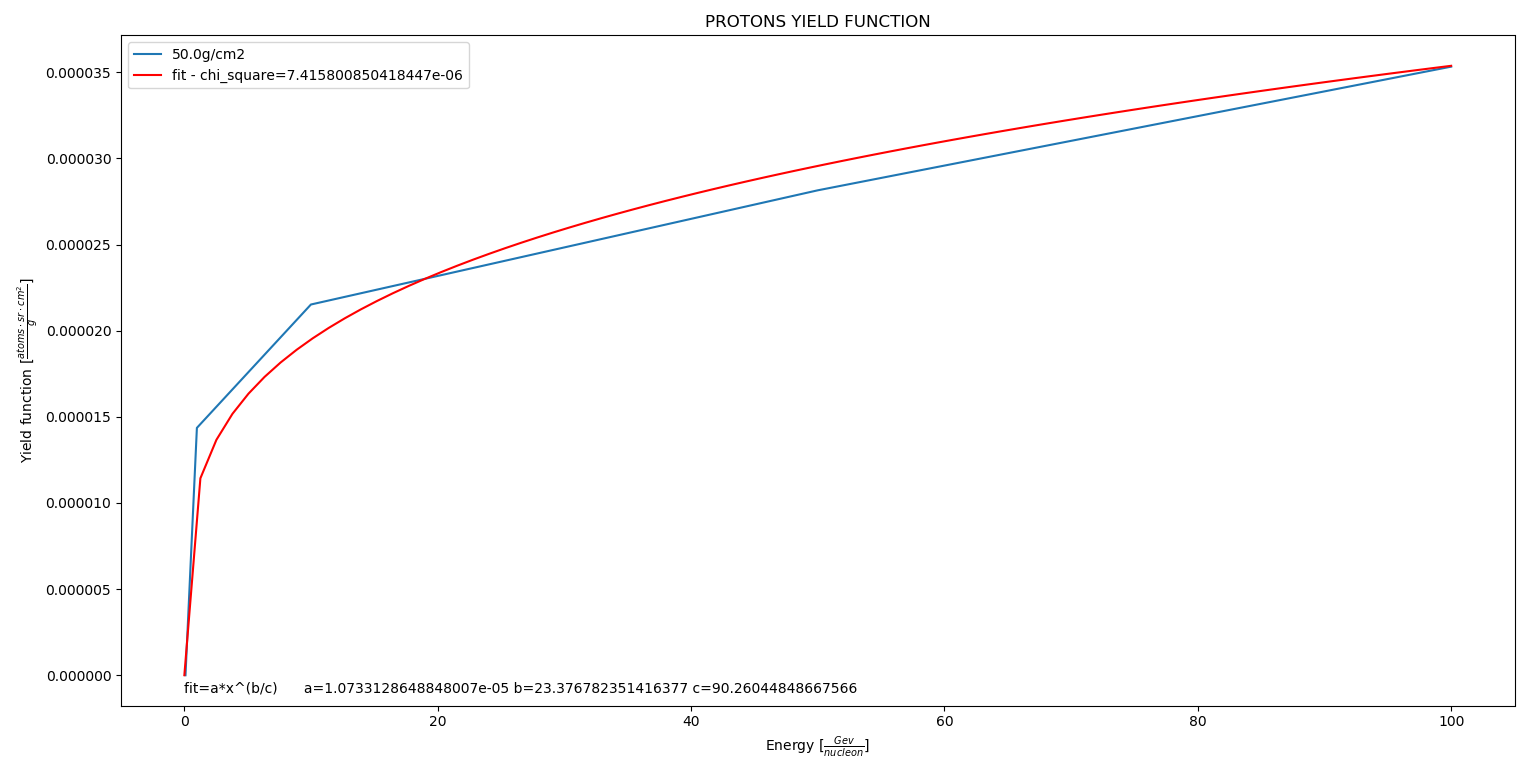 PROTONS YIELD FUNCTION
50.0g/cm2
fit - chi_square=7.415800850418447e-06
0.000035
0.000030
0.000025
0.000020
0.000015
0.000010
0.000005
0.000000
Yield function [atoms · sr · cm²/g]
fit=a*x^(b/c) a=1.0733128648848007e-05 b=23.376782351416377 c=90.26044848667566
0 20 40 60 80 100
Energy [Gev/nucleon]